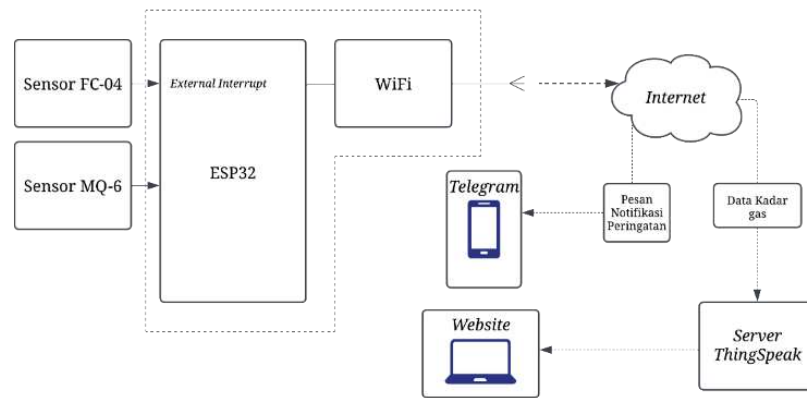 Sensor FC-04
External Interrupt
WiFi
Internet
Sensor MQ-6
ESP32
Telegram
Pesan
Notifikasi
Peringatan
Data Kadar
gas
Website
Server
ThingSpeak